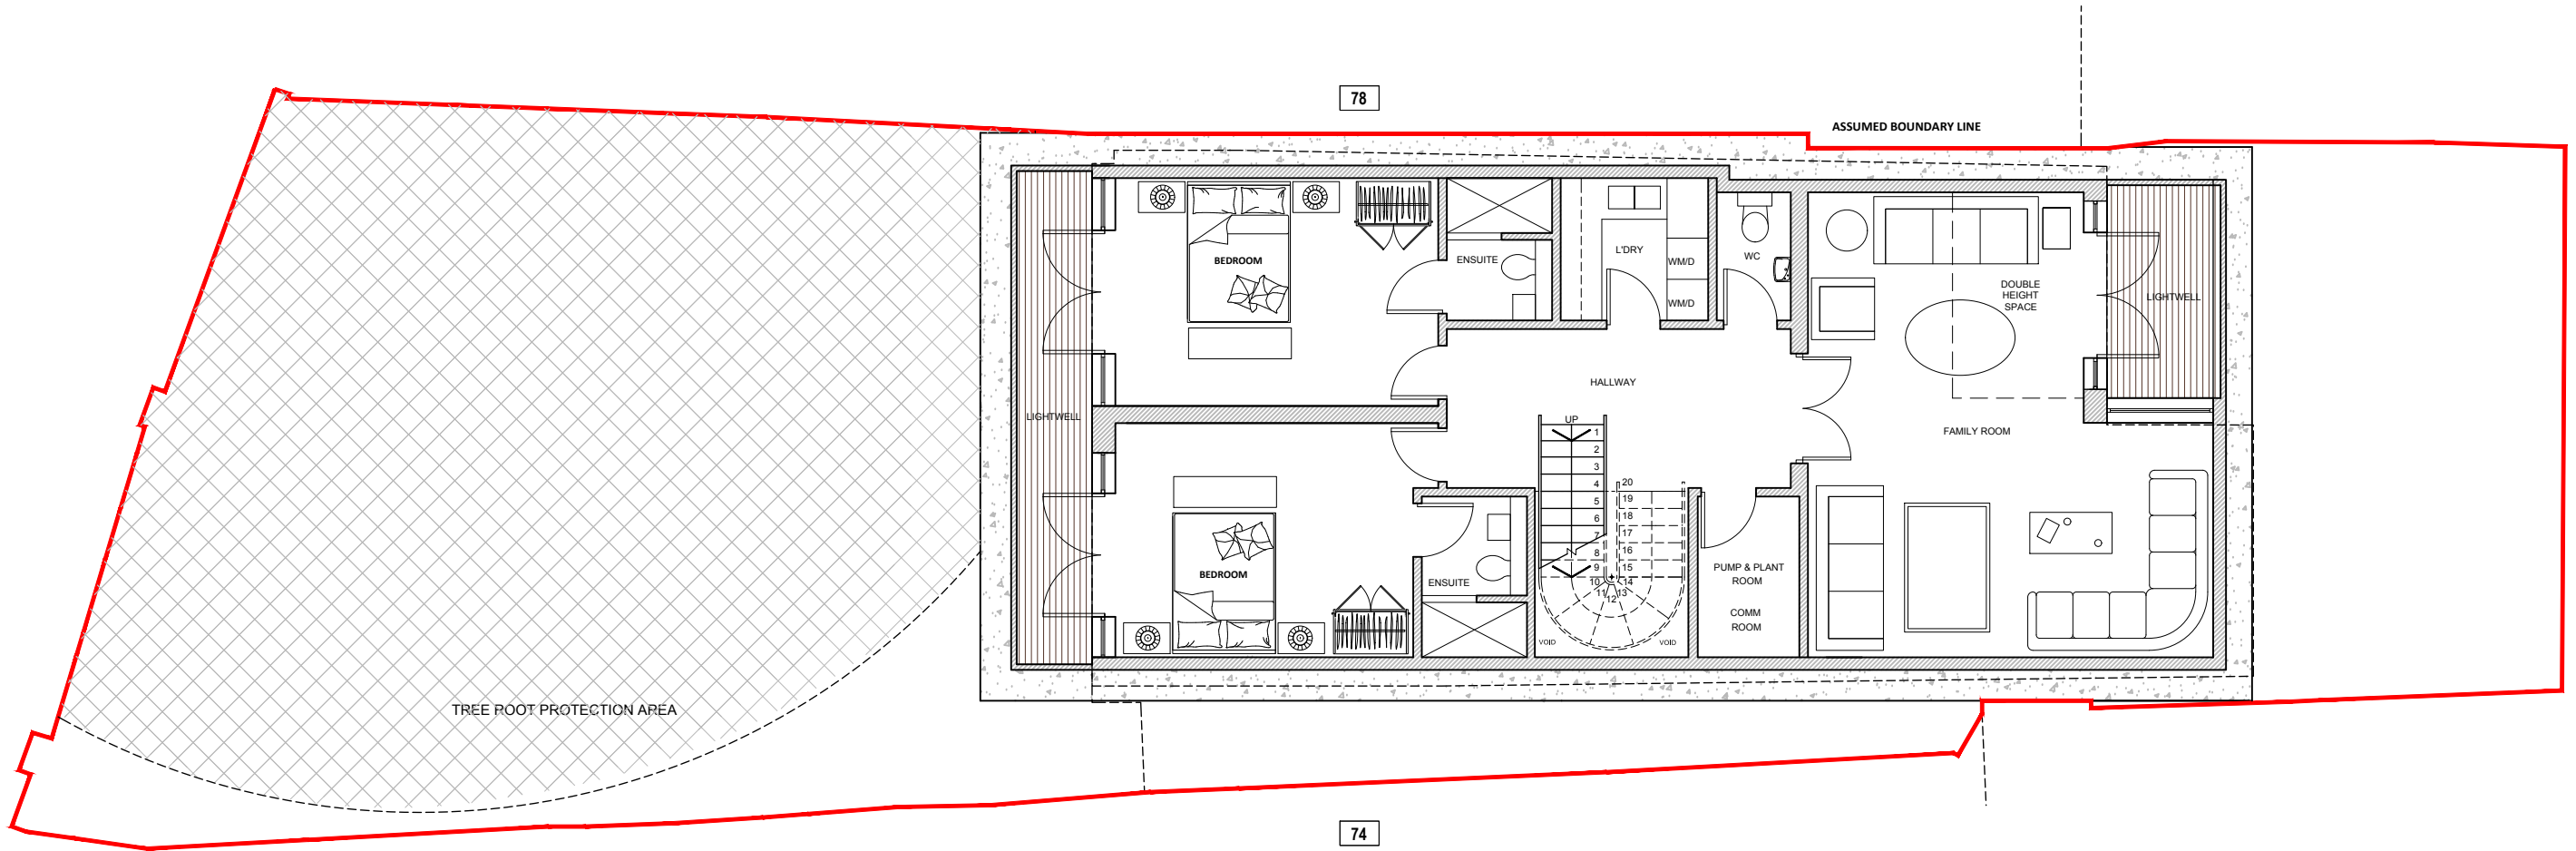 78
ASSUMED BOUNDARY LINE
BEDROOM
ENSUITE
L'DRY
WM/D
WM/D
WC
DOUBLE
HEIGHT
SPACE
LIGHTWELL
HALLWAY
LIGHTWELL
UP
1
2
3
4
5
6
7
8
9
10
11
12
13
14
15
16
17
18
19
20
FAMILY ROOM
BEDROOM
ENSUITE
PUMP & PLANT
ROOM
COMM
ROOM
VOID
VOID
TREE ROOT PROTECTION AREA
74